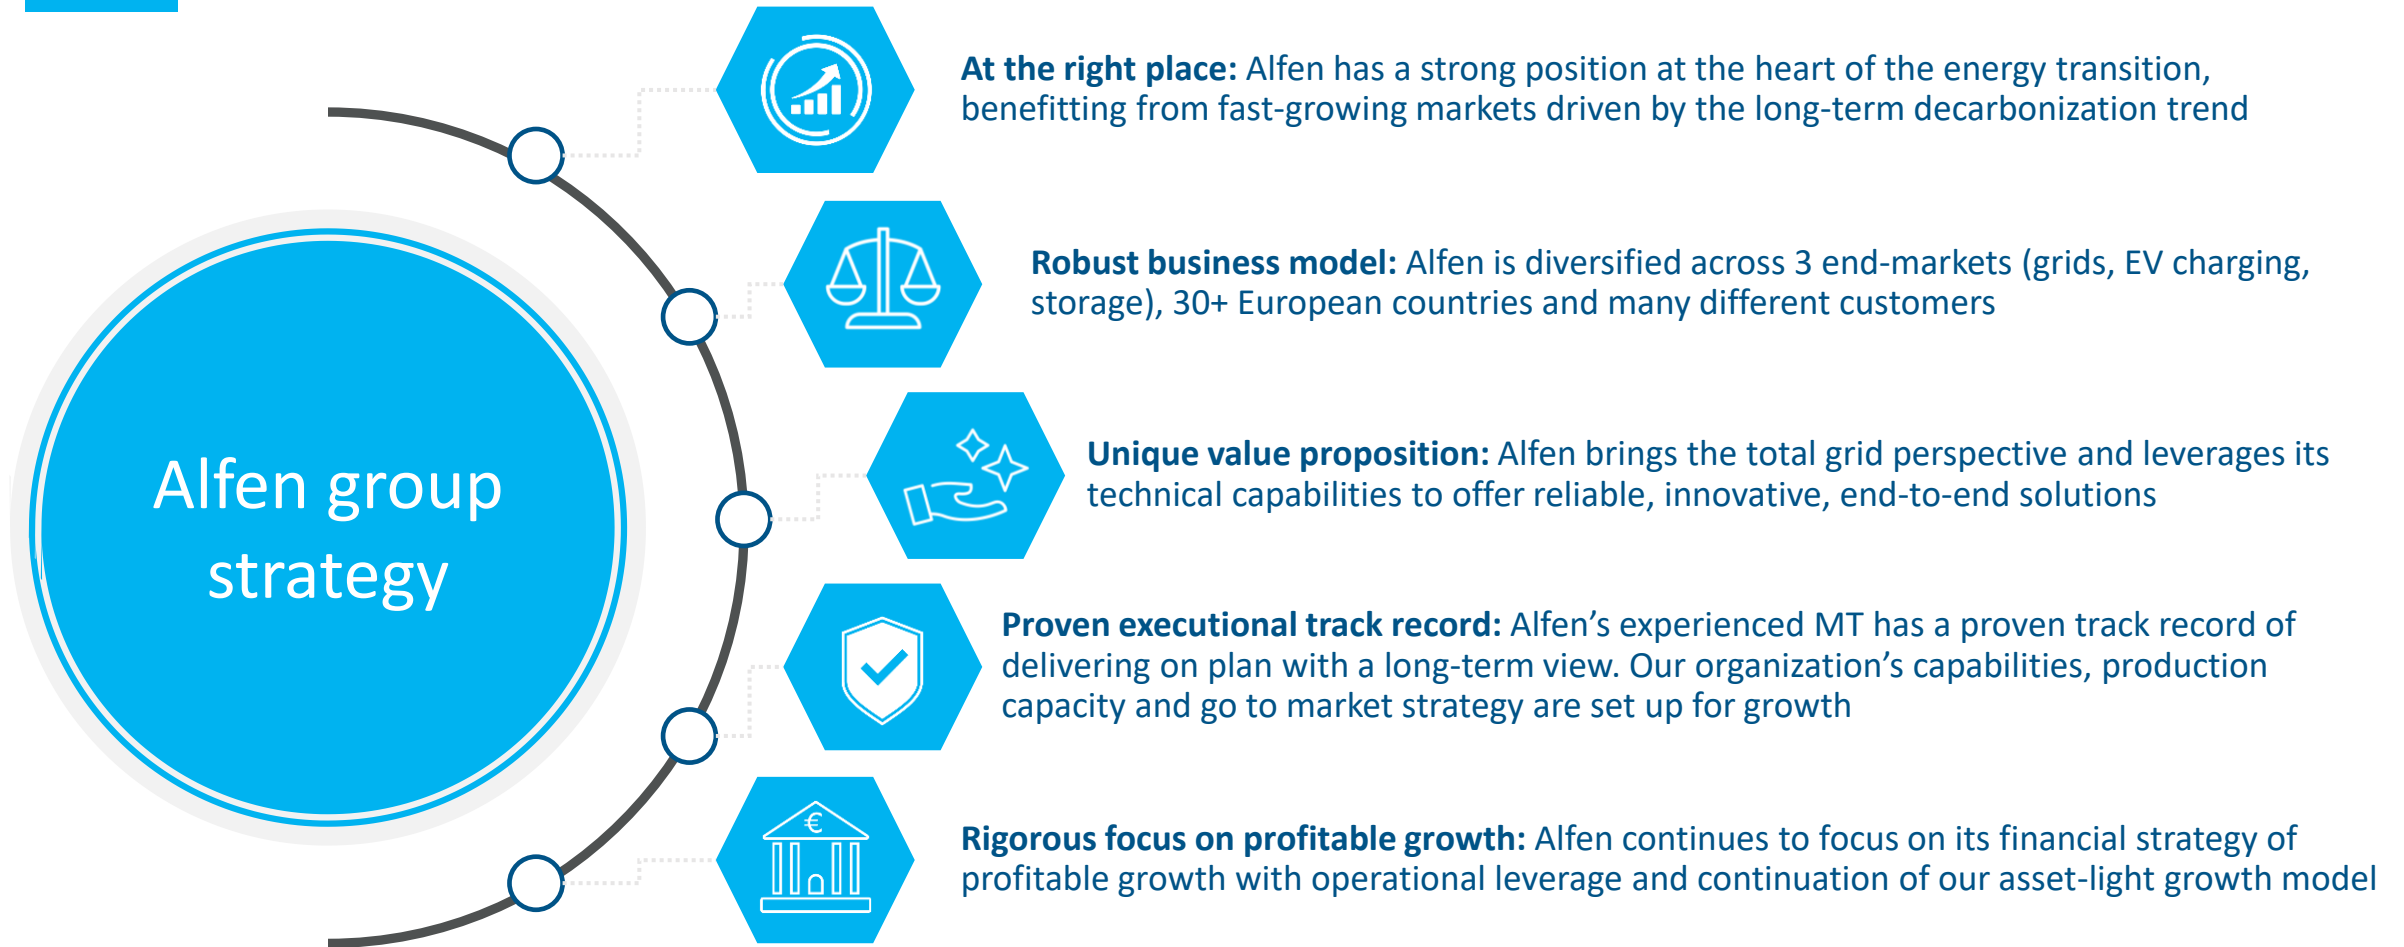 At the right place: Alfen has a strong position at the heart of the energy transition,
benefitting from fast-growing markets driven by the long-term decarbonization trend
Robust business model: Alfen is diversified across 3 end-markets (grids, EV charging,
storage), 30+ European countries and many different customers
Alfen group
strategy
Unique value proposition: Alfen brings the total grid perspective and leverages its
technical capabilities to offer reliable, innovative, end-to-end solutions
Proven executional track record: Alfen’s experienced MT has a proven track record of
delivering on plan with a long-term view. Our organization’s capabilities, production
capacity and go to market strategy are set up for growth
€
Rigorous focus on profitable growth: Alfen continues to focus on its financial strategy of
profitable growth with operational leverage and continuation of our asset-light growth model